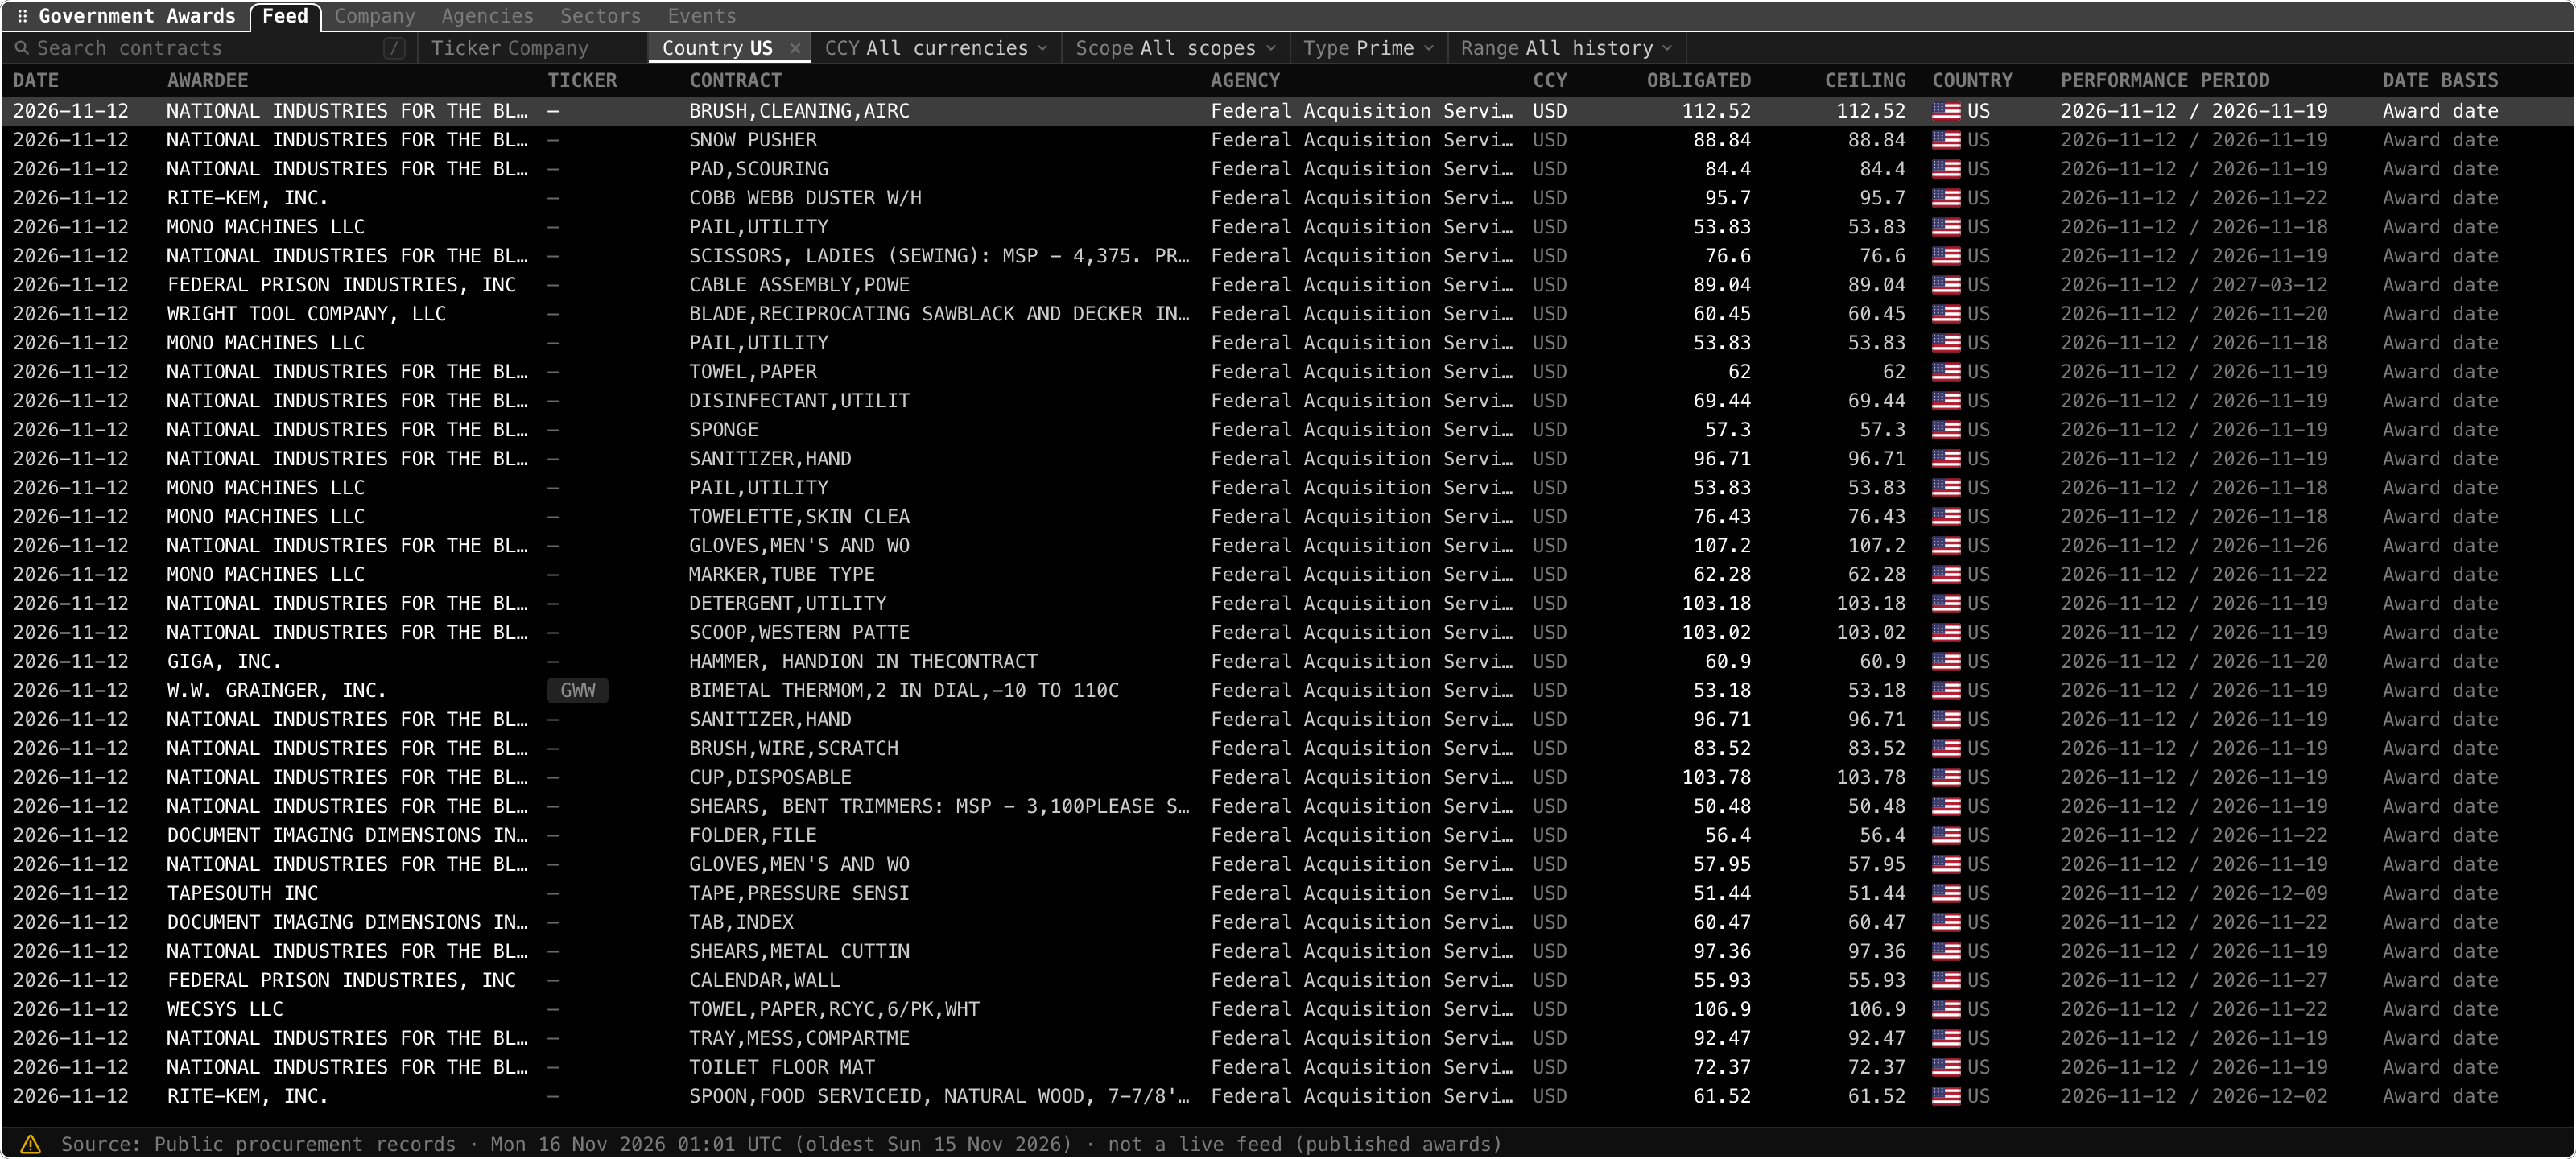 Government Awards Feed Company Agencies Sectors Events
Search contracts / Ticker Company Country US × CCY All currencies Scope All scopes Type Prime Range All history
DATE AWARDEE TICKER CONTRACT AGENCY CCY OBLIGATED CEILING COUNTRY PERFORMANCE PERIOD DATE BASIS
2026-11-12 NATIONAL INDUSTRIES FOR THE BL… — BRUSH,CLEANING,AIRC Federal Acquisition Servi… USD 112.52 112.52 US 2026-11-12 / 2026-11-19 Award date
2026-11-12 NATIONAL INDUSTRIES FOR THE BL… — SNOW PUSHER Federal Acquisition Servi… USD 88.84 88.84 US 2026-11-12 / 2026-11-19 Award date
2026-11-12 NATIONAL INDUSTRIES FOR THE BL… — PAD,SCOURING Federal Acquisition Servi… USD 84.4 84.4 US 2026-11-12 / 2026-11-19 Award date
2026-11-12 RITE-KEM, INC. — COBB WEBB DUSTER W/H Federal Acquisition Servi… USD 95.7 95.7 US 2026-11-12 / 2026-11-22 Award date
2026-11-12 MONO MACHINES LLC — PAIL,UTILITY Federal Acquisition Servi… USD 53.83 53.83 US 2026-11-12 / 2026-11-18 Award date
2026-11-12 NATIONAL INDUSTRIES FOR THE BL… — SCISSORS, LADIES (SEWING): MSP - 4,375. PR… Federal Acquisition Servi… USD 76.6 76.6 US 2026-11-12 / 2026-11-19 Award date
2026-11-12 FEDERAL PRISON INDUSTRIES, INC — CABLE ASSEMBLY,POWE Federal Acquisition Servi… USD 89.04 89.04 US 2026-11-12 / 2027-03-12 Award date
2026-11-12 WRIGHT TOOL COMPANY, LLC — BLADE,RECIPROCATING SAWBLACK AND DECKER IN… Federal Acquisition Servi… USD 60.45 60.45 US 2026-11-12 / 2026-11-20 Award date
2026-11-12 MONO MACHINES LLC — PAIL,UTILITY Federal Acquisition Servi… USD 53.83 53.83 US 2026-11-12 / 2026-11-18 Award date
2026-11-12 NATIONAL INDUSTRIES FOR THE BL… — TOWEL,PAPER Federal Acquisition Servi… USD 62 62 US 2026-11-12 / 2026-11-19 Award date
2026-11-12 NATIONAL INDUSTRIES FOR THE BL… — DISINFECTANT,UTILIT Federal Acquisition Servi… USD 69.44 69.44 US 2026-11-12 / 2026-11-19 Award date
2026-11-12 NATIONAL INDUSTRIES FOR THE BL… — SPONGE Federal Acquisition Servi… USD 57.3 57.3 US 2026-11-12 / 2026-11-19 Award date
2026-11-12 NATIONAL INDUSTRIES FOR THE BL… — SANITIZER,HAND Federal Acquisition Servi… USD 96.71 96.71 US 2026-11-12 / 2026-11-19 Award date
2026-11-12 MONO MACHINES LLC — PAIL,UTILITY Federal Acquisition Servi… USD 53.83 53.83 US 2026-11-12 / 2026-11-18 Award date
2026-11-12 MONO MACHINES LLC — TOWELETTE,SKIN CLEA Federal Acquisition Servi… USD 76.43 76.43 US 2026-11-12 / 2026-11-18 Award date
2026-11-12 NATIONAL INDUSTRIES FOR THE BL… — GLOVES,MEN'S AND WO Federal Acquisition Servi… USD 107.2 107.2 US 2026-11-12 / 2026-11-26 Award date
2026-11-12 MONO MACHINES LLC — MARKER,TUBE TYPE Federal Acquisition Servi… USD 62.28 62.28 US 2026-11-12 / 2026-11-22 Award date
2026-11-12 NATIONAL INDUSTRIES FOR THE BL… — DETERGENT,UTILITY Federal Acquisition Servi… USD 103.18 103.18 US 2026-11-12 / 2026-11-19 Award date
2026-11-12 NATIONAL INDUSTRIES FOR THE BL… — SCOOP,WESTERN PATTE Federal Acquisition Servi… USD 103.02 103.02 US 2026-11-12 / 2026-11-19 Award date
2026-11-12 GIGA, INC. — HAMMER, HANDION IN THECONTRACT Federal Acquisition Servi… USD 60.9 60.9 US 2026-11-12 / 2026-11-20 Award date
2026-11-12 W.W. GRAINGER, INC. GWW BIMETAL THERMOM,2 IN DIAL,-10 TO 110C Federal Acquisition Servi… USD 53.18 53.18 US 2026-11-12 / 2026-11-19 Award date
2026-11-12 NATIONAL INDUSTRIES FOR THE BL… — SANITIZER,HAND Federal Acquisition Servi… USD 96.71 96.71 US 2026-11-12 / 2026-11-19 Award date
2026-11-12 NATIONAL INDUSTRIES FOR THE BL… — BRUSH,WIRE,SCRATCH Federal Acquisition Servi… USD 83.52 83.52 US 2026-11-12 / 2026-11-19 Award date
2026-11-12 NATIONAL INDUSTRIES FOR THE BL… — CUP,DISPOSABLE Federal Acquisition Servi… USD 103.78 103.78 US 2026-11-12 / 2026-11-19 Award date
2026-11-12 NATIONAL INDUSTRIES FOR THE BL… — SHEARS, BENT TRIMMERS: MSP - 3,100PLEASE S… Federal Acquisition Servi… USD 50.48 50.48 US 2026-11-12 / 2026-11-19 Award date
2026-11-12 DOCUMENT IMAGING DIMENSIONS IN… — FOLDER,FILE Federal Acquisition Servi… USD 56.4 56.4 US 2026-11-12 / 2026-11-22 Award date
2026-11-12 NATIONAL INDUSTRIES FOR THE BL… — GLOVES,MEN'S AND WO Federal Acquisition Servi… USD 57.95 57.95 US 2026-11-12 / 2026-11-19 Award date
2026-11-12 TAPESOUTH INC — TAPE,PRESSURE SENSI Federal Acquisition Servi… USD 51.44 51.44 US 2026-11-12 / 2026-12-09 Award date
2026-11-12 DOCUMENT IMAGING DIMENSIONS IN… — TAB,INDEX Federal Acquisition Servi… USD 60.47 60.47 US 2026-11-12 / 2026-11-22 Award date
2026-11-12 NATIONAL INDUSTRIES FOR THE BL… — SHEARS,METAL CUTTIN Federal Acquisition Servi… USD 97.36 97.36 US 2026-11-12 / 2026-11-19 Award date
2026-11-12 FEDERAL PRISON INDUSTRIES, INC — CALENDAR,WALL Federal Acquisition Servi… USD 55.93 55.93 US 2026-11-12 / 2026-11-27 Award date
2026-11-12 WECSYS LLC — TOWEL,PAPER,RCYC,6/PK,WHT Federal Acquisition Servi… USD 106.9 106.9 US 2026-11-12 / 2026-11-22 Award date
2026-11-12 NATIONAL INDUSTRIES FOR THE BL… — TRAY,MESS,COMPARTME Federal Acquisition Servi… USD 92.47 92.47 US 2026-11-12 / 2026-11-19 Award date
2026-11-12 NATIONAL INDUSTRIES FOR THE BL… — TOILET FLOOR MAT Federal Acquisition Servi… USD 72.37 72.37 US 2026-11-12 / 2026-11-19 Award date
2026-11-12 RITE-KEM, INC. — SPOON,FOOD SERVICEID, NATURAL WOOD, 7-7/8'… Federal Acquisition Servi… USD 61.52 61.52 US 2026-11-12 / 2026-12-02 Award date
Source: Public procurement records · Mon 16 Nov 2026 01:01 UTC (oldest Sun 15 Nov 2026) · not a live feed (published awards)